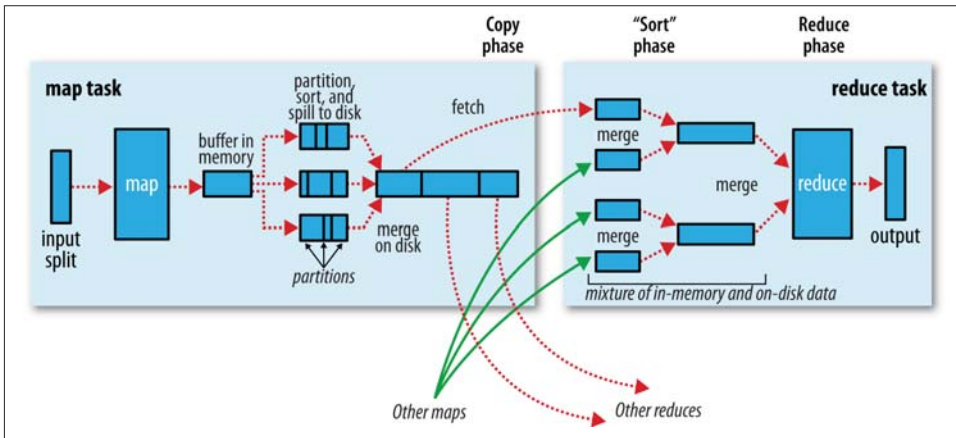 Copy
phase
"Sort"
phase
Reduce
phase
map task
partition,
sort, and
spill to disk
fetch
reduce task
buffer in
memory
merge
map
merge
reduce
input
split
merge
on disk
merge
output
partitions
mixture of in-memory and on-disk data
Other maps
Other reduces